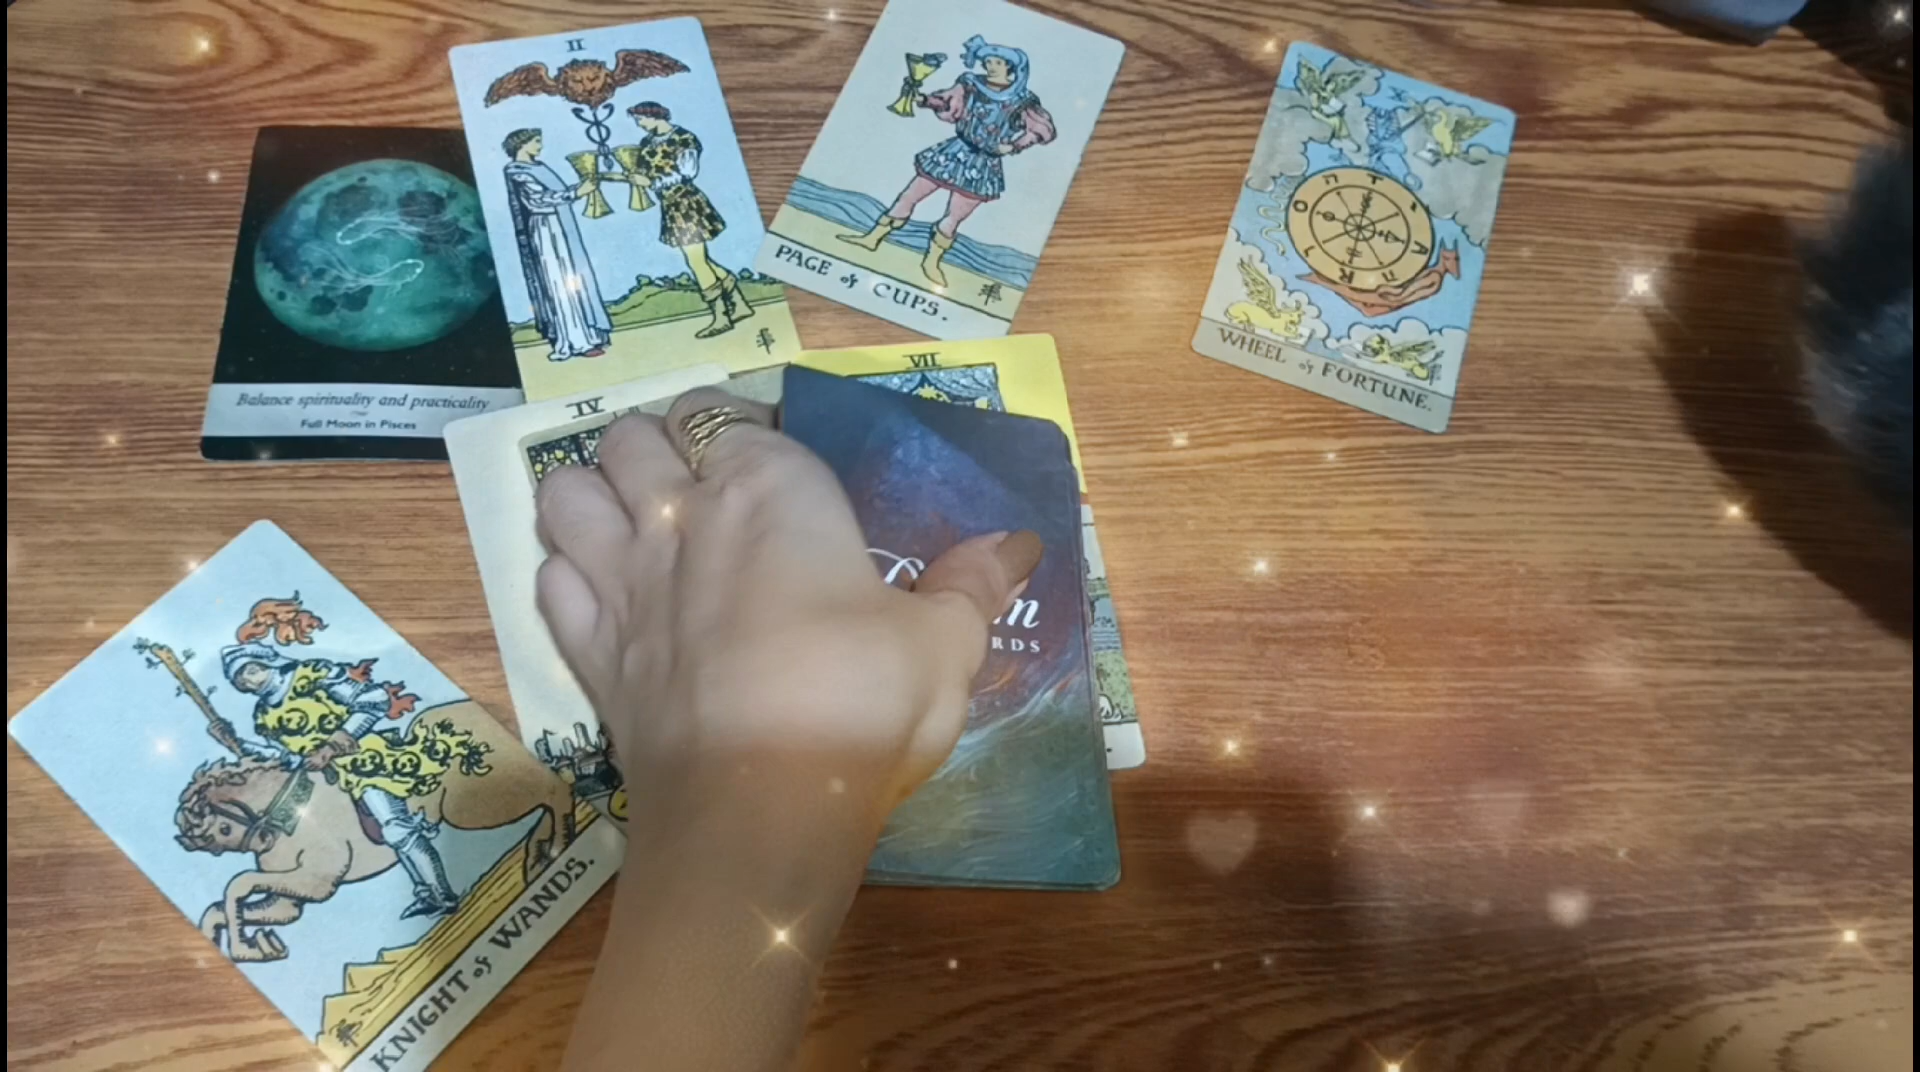 II
PAGE of CUPS.
X
WHEEL of FORTUNE.
Balance spirituality and practicality
Full Moon in Pisces
IV
VII
KNIGHT of WANDS.